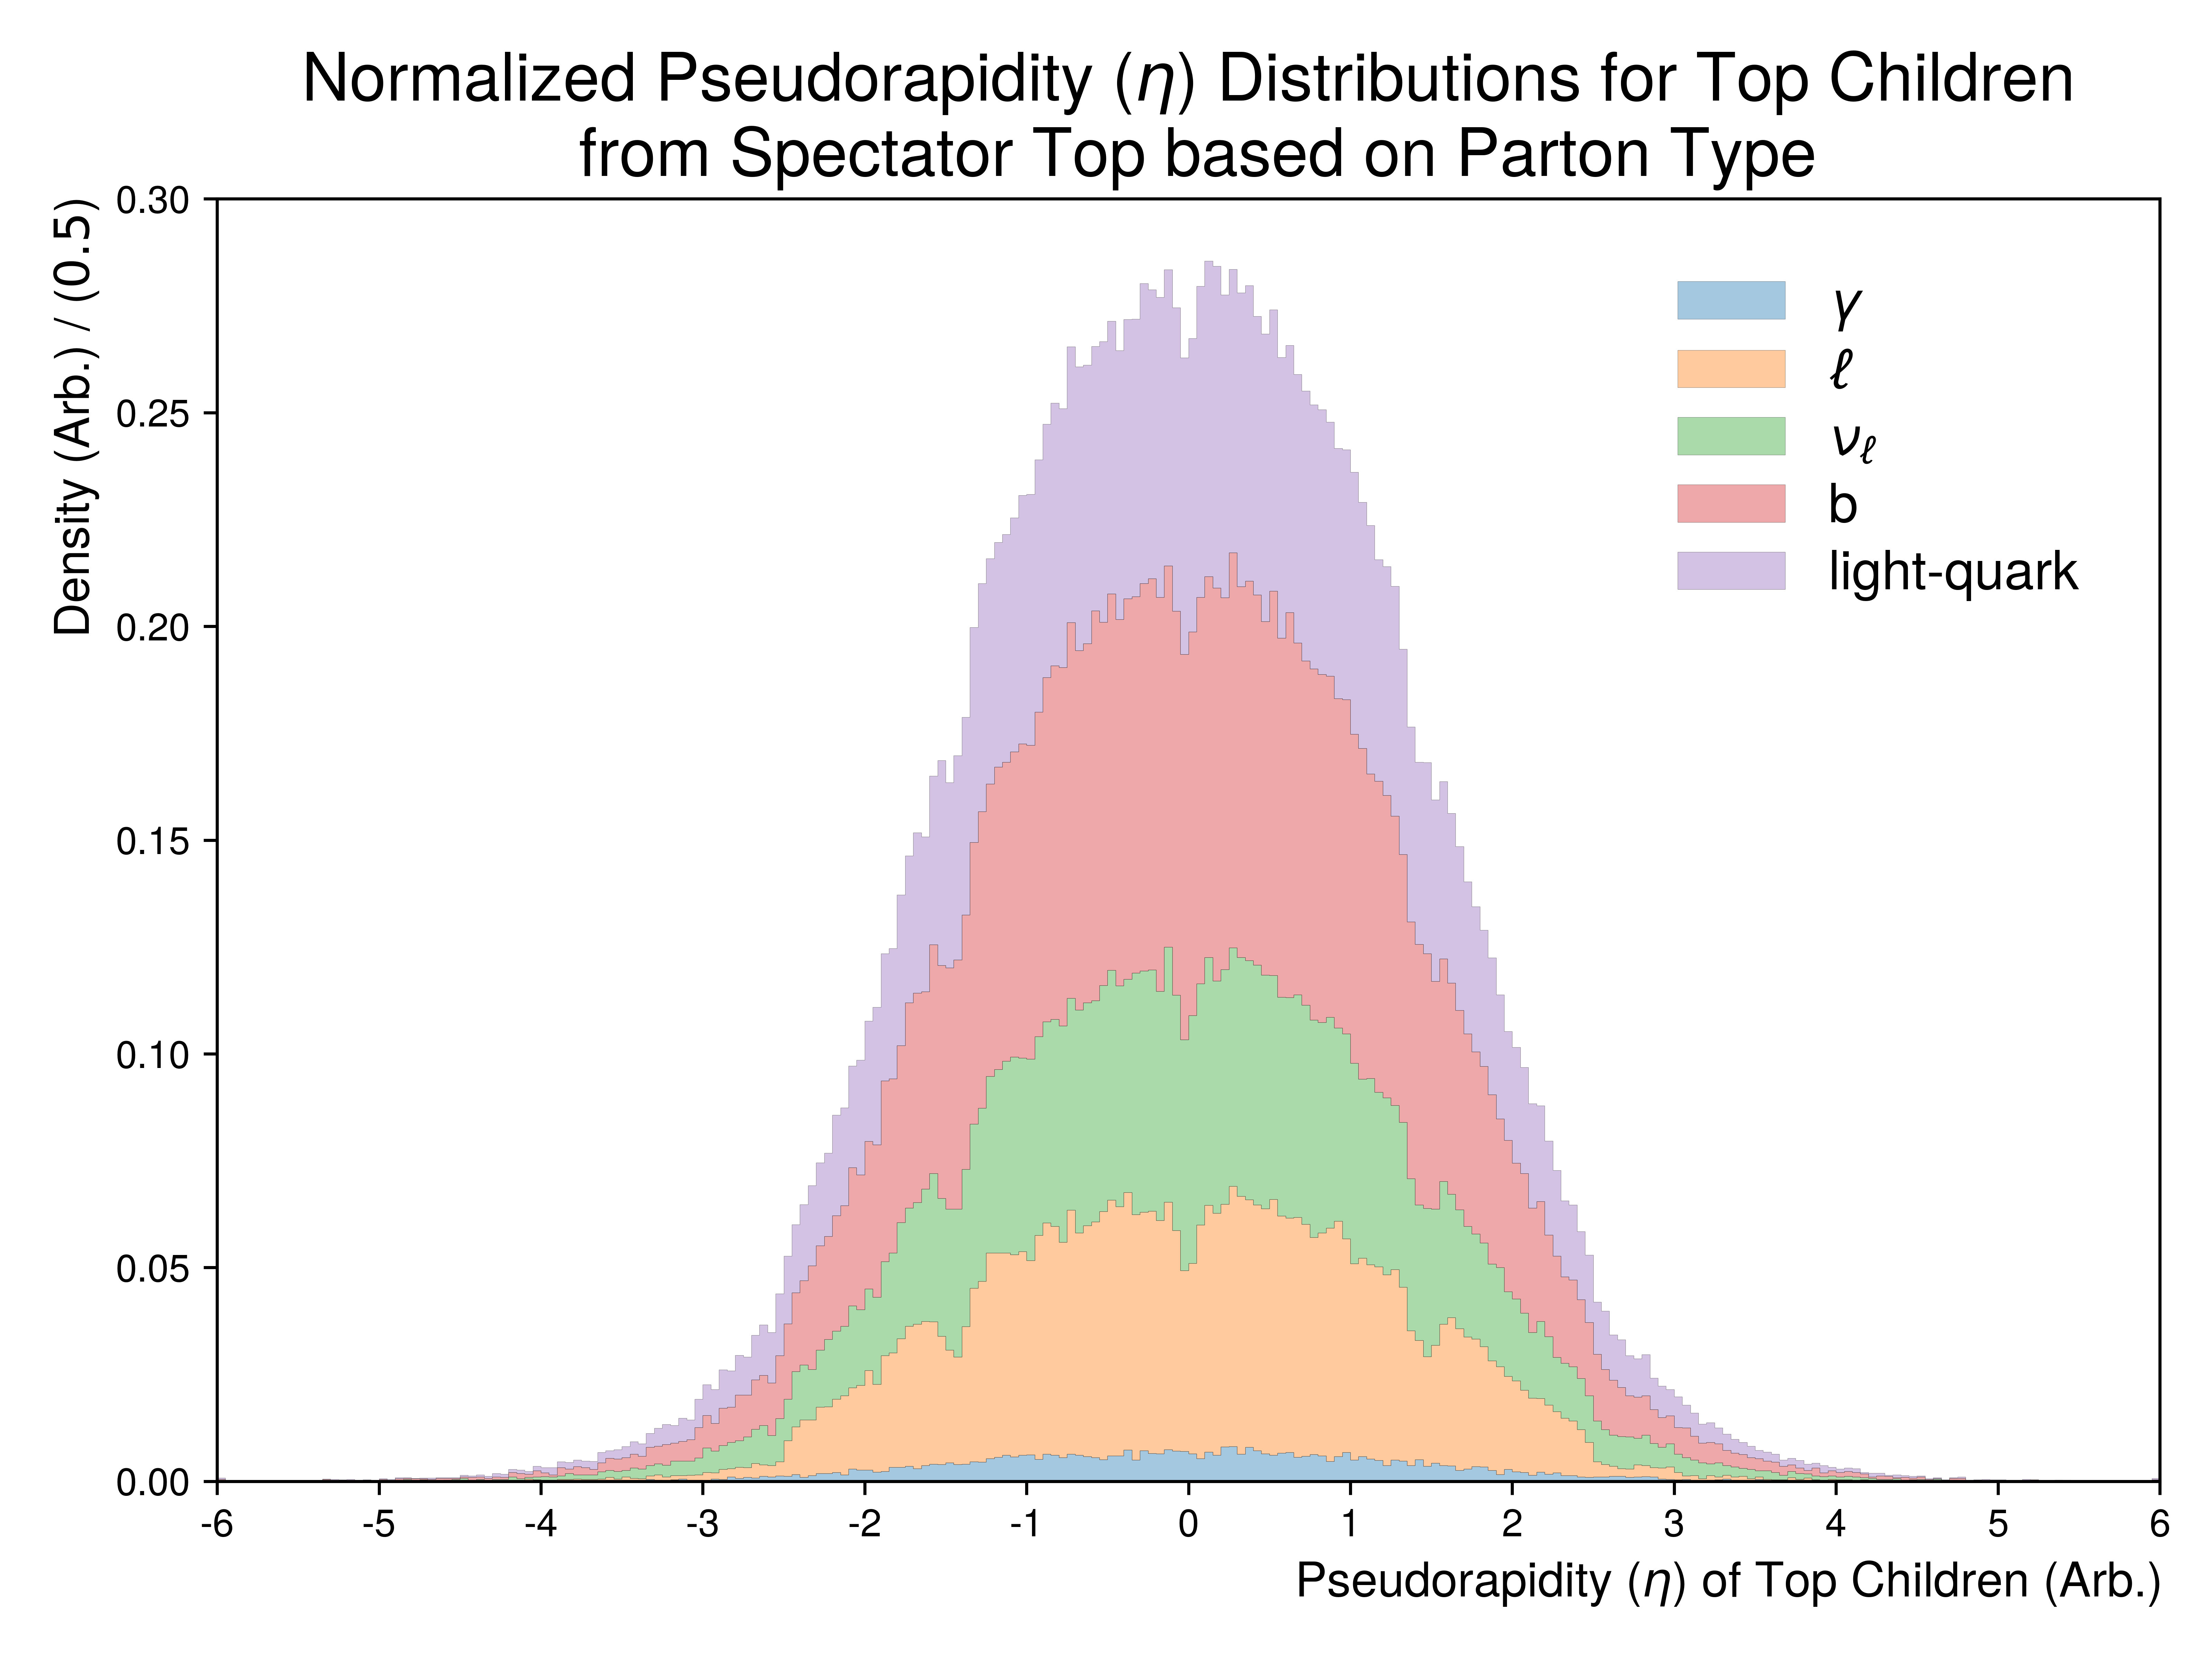 Normalized Pseudorapidity (η) Distributions for Top Children
from Spectator Top based on Parton Type
Density (Arb.) / (0.5)
0.30
0.25
0.20
0.15
0.10
0.05
0.00
γ
ℓ
ν_ℓ
b
light-quark
-6 -5 -4 -3 -2 -1 0 1 2 3 4 5 6
Pseudorapidity (η) of Top Children (Arb.)